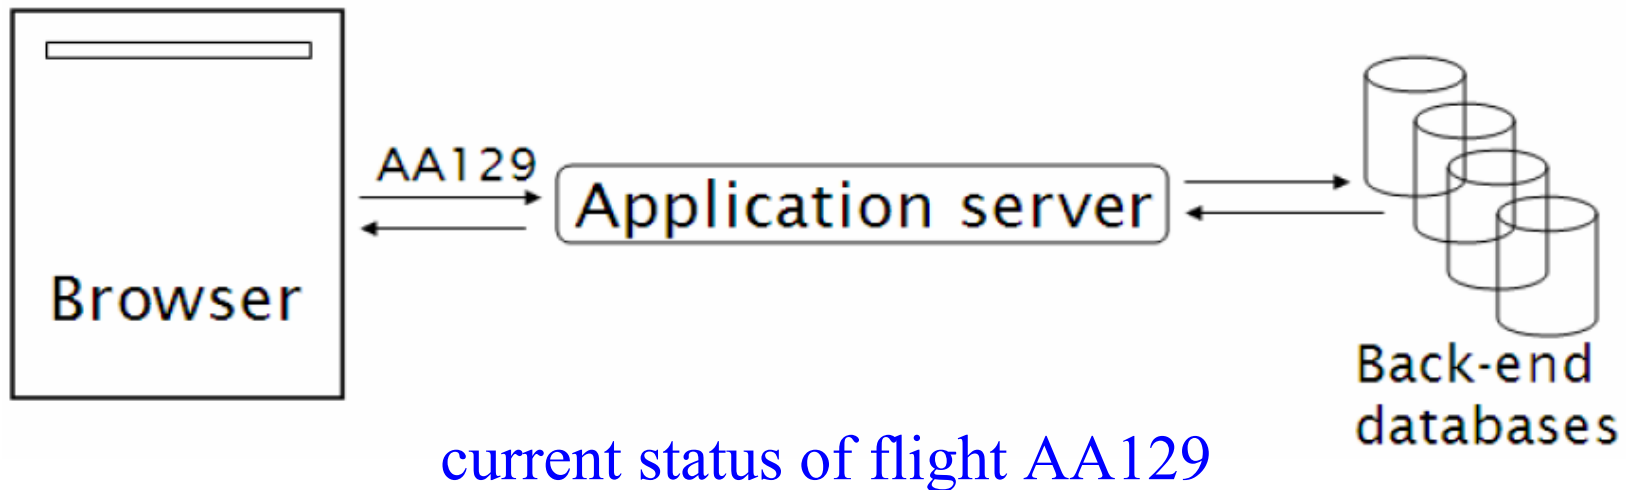 AA129
Application server
Browser
Back-end
databases
current status of flight AA129